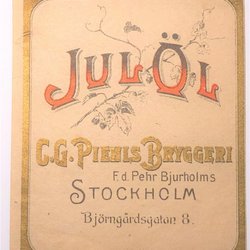 JULÖL
C.G. PIEHLS BRYGGERI
F.d. Pehr Bjurholms
STOCKHOLM
Björngårdsgatan 8.